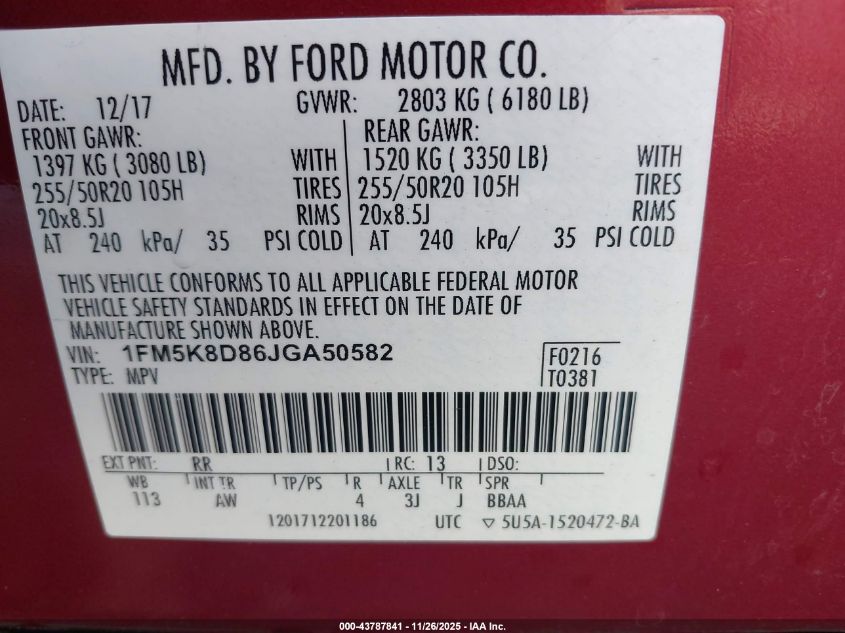 MFD. BY FORD MOTOR CO.
DATE: 12/17 GVWR: 2803 KG ( 6180 LB)
FRONT GAWR: REAR GAWR:
1397 KG ( 3080 LB) WITH 1520 KG ( 3350 LB) WITH
255/50R20 105H TIRES 255/50R20 105H TIRES
20x8.5J RIMS 20x8.5J RIMS
AT 240 kPa/ 35 PSI COLD AT 240 kPa/ 35 PSI COLD
THIS VEHICLE CONFORMS TO ALL APPLICABLE FEDERAL MOTOR
VEHICLE SAFETY STANDARDS IN EFFECT ON THE DATE OF
MANUFACTURE SHOWN ABOVE.
VIN: 1FM5K8D86JGA50582 F0216
TYPE: MPV T0381
EXT PNT: RR RC: 13 DSO:
WB INT TR TP/PS R AXLE TR SPR
113 AW 4 3J J BBAA
1201712201186 UTC ▽ 5U5A-1520472-BA
000-43787841 - 11/26/2025 - IAA Inc.